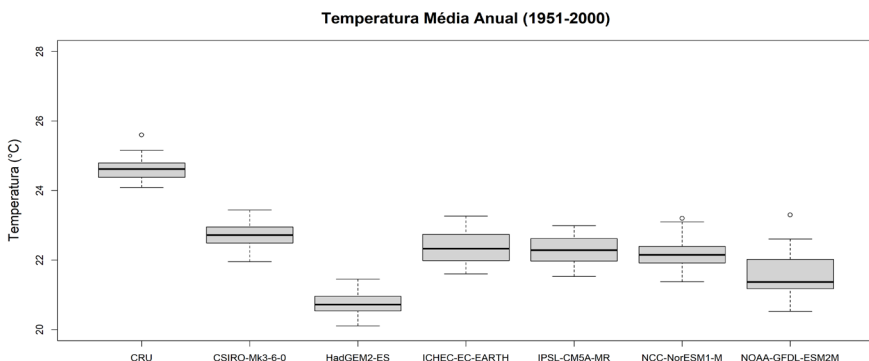 Temperatura Média Anual (1951-2000)
Temperatura (°C)
28
26
24
22
20
CRU CSIRO-Mk3-6-0 HadGEM2-ES ICHEC-EC-EARTH IPSL-CM5A-MR NCC-NorESM1-M NOAA-GFDL-ESM2M